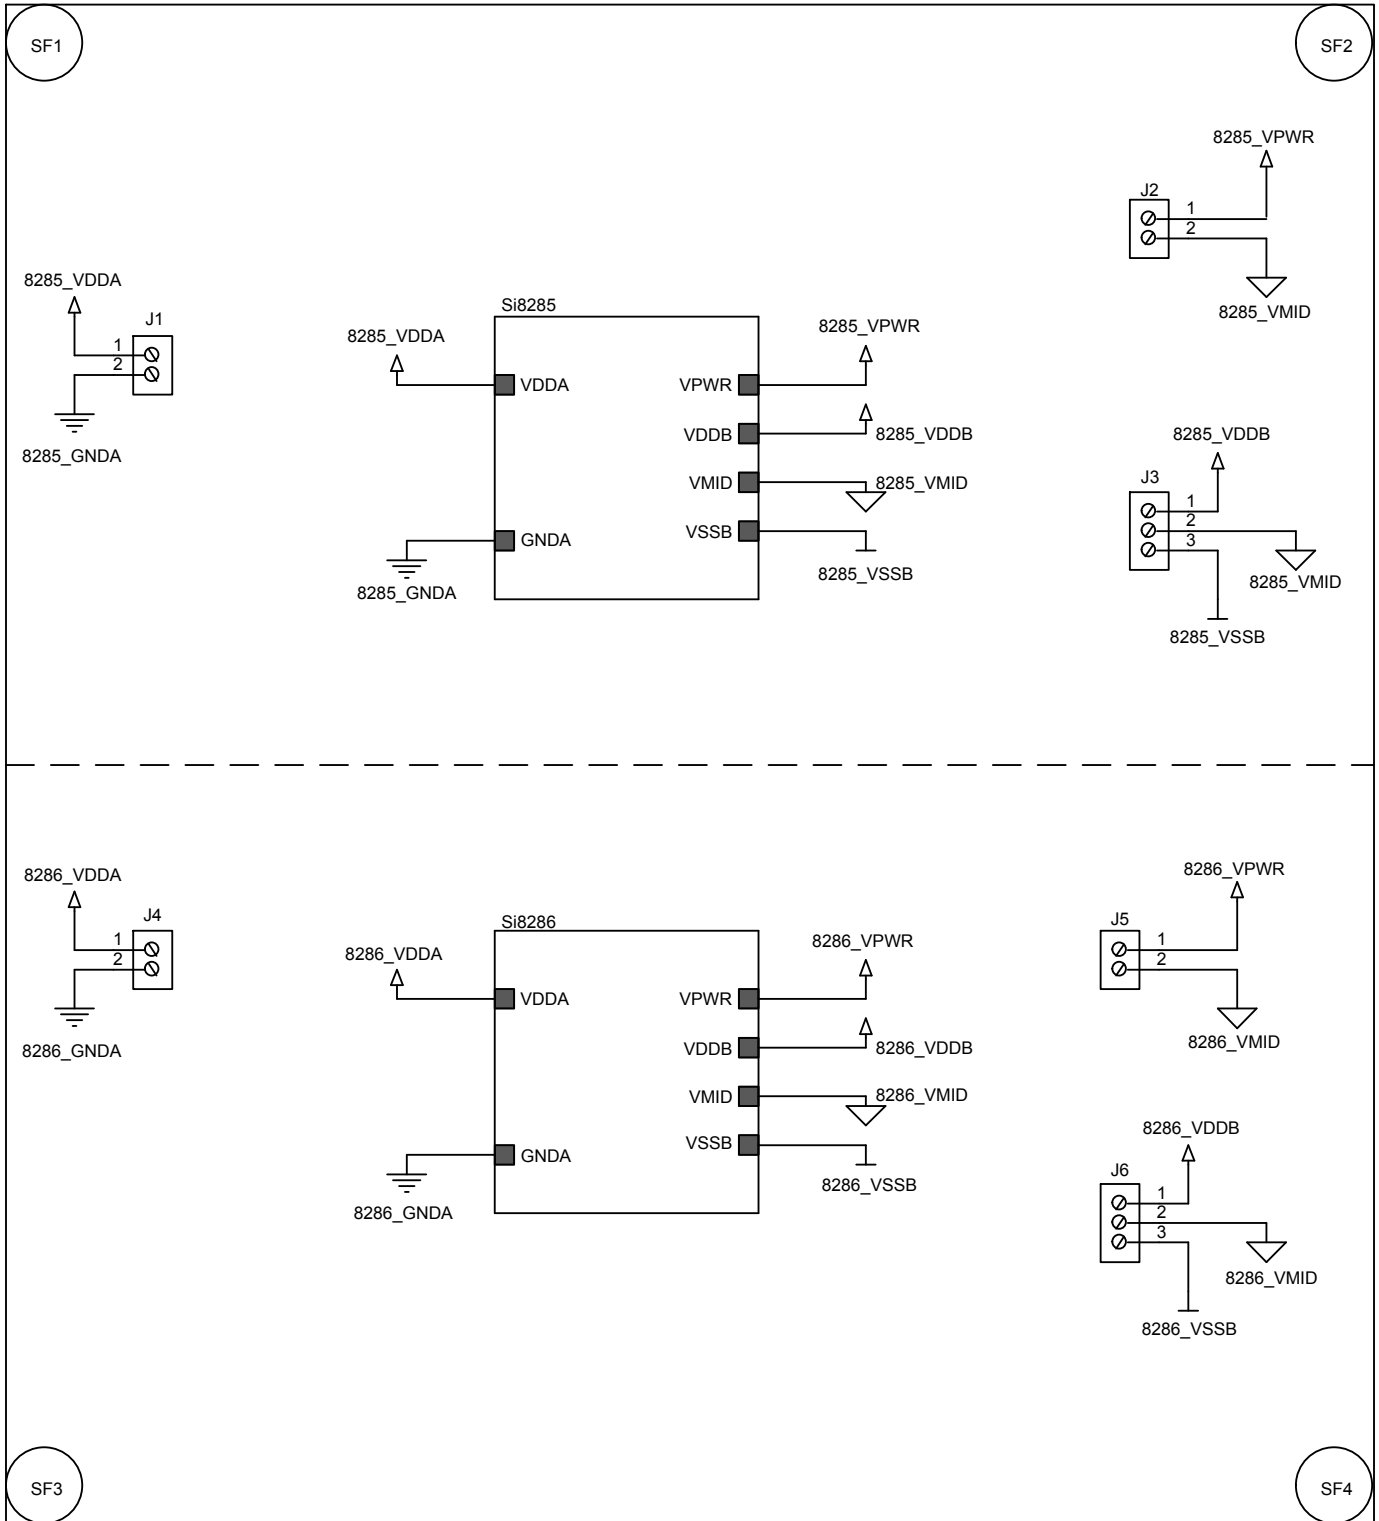 SF1
SF2
8285_VPWR
J2
1
2
8285_VMID
8285_VDDA
J1
1
2
8285_GNDA
Si8285
8285_VDDA
VDDA
GNDA
8285_GNDA
VPWR
VDDB
VMID
VSSB
8285_VPWR
8285_VDDB
8285_VMID
8285_VSSB
8285_VDDB
J3
1
2
3
8285_VMID
8285_VSSB
8286_VDDA
J4
1
2
8286_GNDA
Si8286
8286_VDDA
VDDA
GNDA
8286_GNDA
VPWR
VDDB
VMID
VSSB
8286_VPWR
8286_VDDB
8286_VMID
8286_VSSB
8286_VPWR
J5
1
2
8286_VMID
8286_VDDB
J6
1
2
3
8286_VMID
8286_VSSB
SF3
SF4